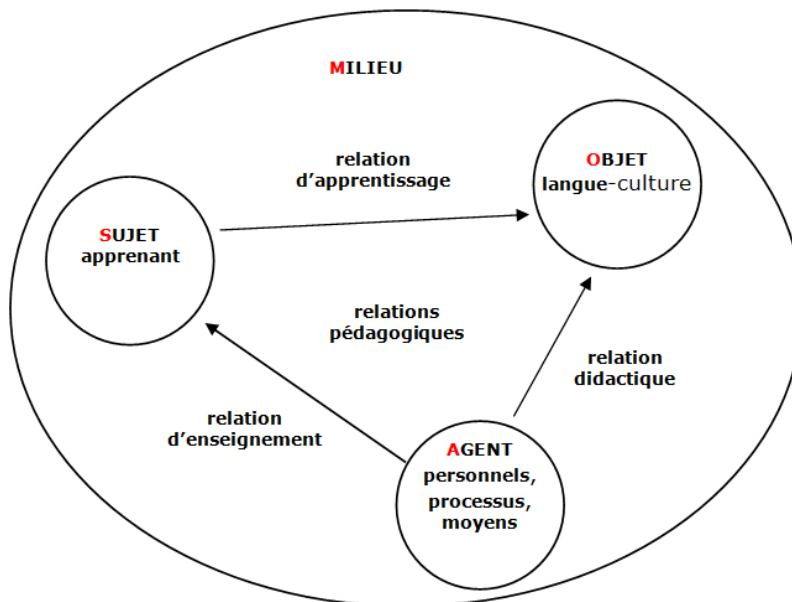 MILIEU
relation
d’apprentissage
OBJET
langue-culture
SUJET
apprenant
relations
pédagogiques
relation
didactique
relation
d’enseignement
AGENT
personnels,
processus,
moyens